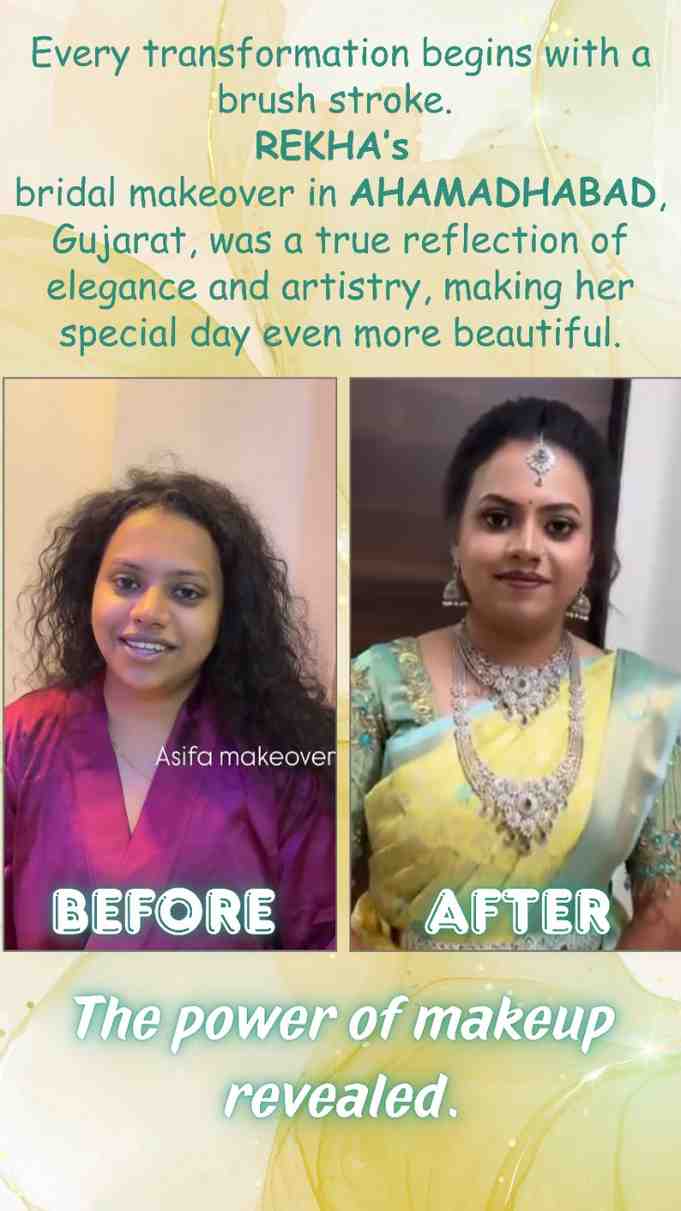 Every transformation begins with a
brush stroke.
REKHA's
bridal makeover in AHAMADHABAD,
Gujarat, was a true reflection of
elegance and artistry, making her
special day even more beautiful.
Asifa makeover
BEFORE
AFTER
The power of makeup
revealed.